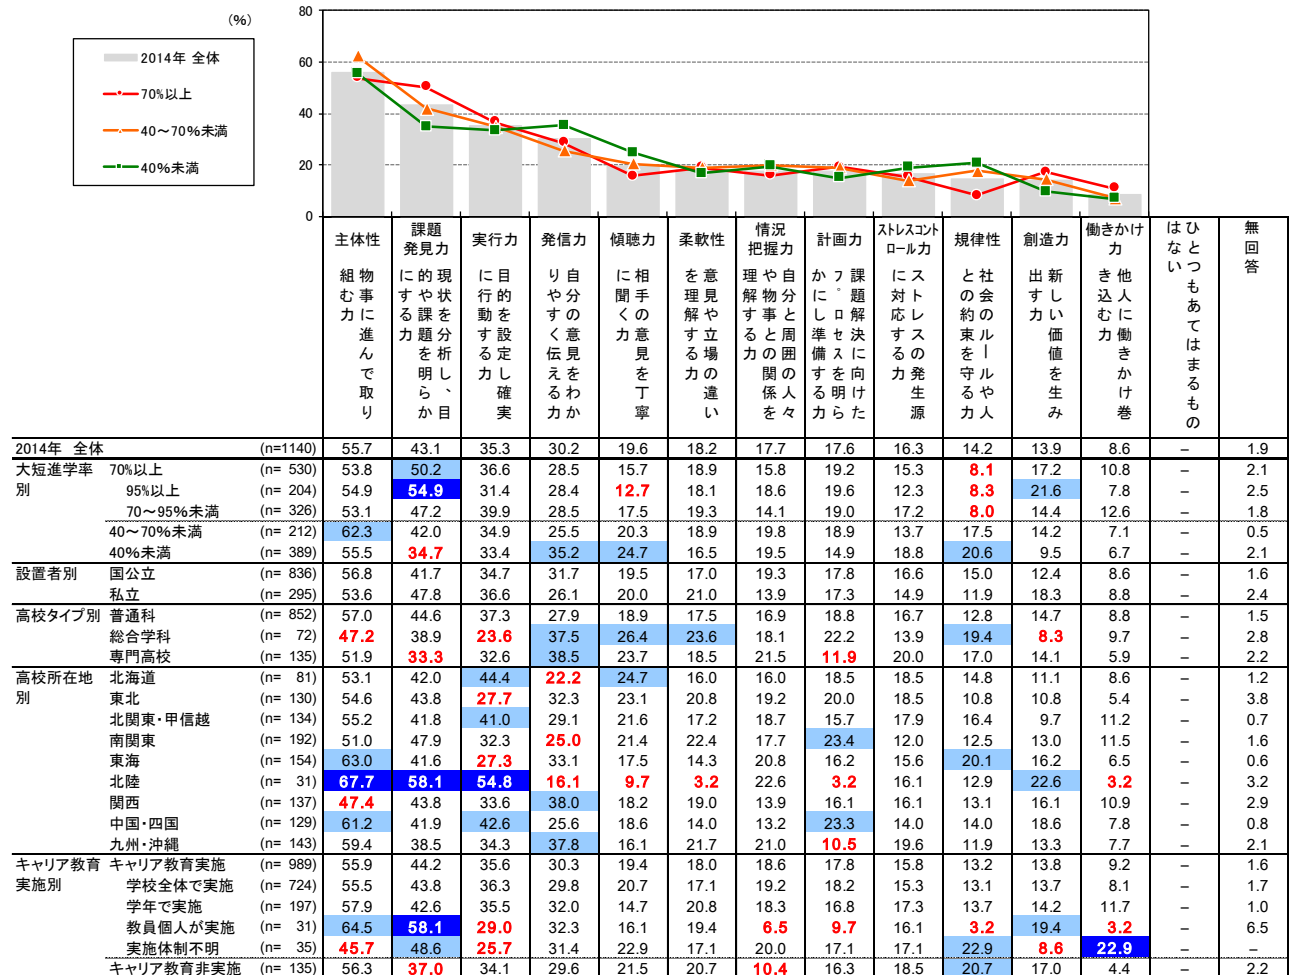 (%)
2014年 全体
70%以上
40～70%未満
40%未満
80
60
40
20
0
主体性 課題発見力 実行力 発信力 傾聴力 柔軟性 情況把握力 計画力 ストレスコントロール力 規律性 創造力 働きかけ力 ひとつもあてはまるものはない 無回答
物事に進んで取り組む力
現状を分析し、目的や課題を明らかにする力
目的を設定し確実に行動する力
自分の意見をわかりやすく伝える力
相手の意見を丁寧に聞く力
意見や立場の違いを理解する力
自分と周囲の人々や物事との関係を理解する力
課題解決に向けたプロセスを明らかにし準備する力
ストレスの発生源に対応する力
社会のルールや人との約束を守る力
新しい価値を生み出す力
他人に働きかけ巻き込む力
2014年 全体 (n=1140) 55.7 43.1 35.3 30.2 19.6 18.2 17.7 17.6 16.3 14.2 13.9 8.6 － 1.9
大短進学率別 70%以上 (n= 530) 53.8 50.2 36.6 28.5 15.7 18.9 15.8 19.2 15.3 8.1 17.2 10.8 － 2.1
95%以上 (n= 204) 54.9 54.9 31.4 28.4 12.7 18.1 18.6 19.6 12.3 8.3 21.6 7.8 － 2.5
70～95%未満 (n= 326) 53.1 47.2 39.9 28.5 17.5 19.3 14.1 19.0 17.2 8.0 14.4 12.6 － 1.8
40～70%未満 (n= 212) 62.3 42.0 34.9 25.5 20.3 18.9 19.8 18.9 13.7 17.5 14.2 7.1 － 0.5
40%未満 (n= 389) 55.5 34.7 33.4 35.2 24.7 16.5 19.5 14.9 18.8 20.6 9.5 6.7 － 2.1
設置者別 国公立 (n= 836) 56.8 41.7 34.7 31.7 19.5 17.0 19.3 17.8 16.6 15.0 12.4 8.6 － 1.6
私立 (n= 295) 53.6 47.8 36.6 26.1 20.0 21.0 13.9 17.3 14.9 11.9 18.3 8.8 － 2.4
高校タイプ別 普通科 (n= 852) 57.0 44.6 37.3 27.9 18.9 17.5 16.9 18.8 16.7 12.8 14.7 8.8 － 1.5
総合学科 (n= 72) 47.2 38.9 23.6 37.5 26.4 23.6 18.1 22.2 13.9 19.4 8.3 9.7 － 2.8
専門高校 (n= 135) 51.9 33.3 32.6 38.5 23.7 18.5 21.5 11.9 20.0 17.0 14.1 5.9 － 2.2
高校所在地別 北海道 (n= 81) 53.1 42.0 44.4 22.2 24.7 16.0 16.0 18.5 18.5 14.8 11.1 8.6 － 1.2
東北 (n= 130) 54.6 43.8 27.7 32.3 23.1 20.8 19.2 20.0 18.5 10.8 10.8 5.4 － 3.8
北関東・甲信越 (n= 134) 55.2 41.8 41.0 29.1 21.6 17.2 18.7 15.7 17.9 16.4 9.7 11.2 － 0.7
南関東 (n= 192) 51.0 47.9 32.3 25.0 21.4 22.4 17.7 23.4 12.0 12.5 13.0 11.5 － 1.6
東海 (n= 154) 63.0 41.6 27.3 33.1 17.5 14.3 20.8 16.2 15.6 20.1 16.2 6.5 － 0.6
北陸 (n= 31) 67.7 58.1 54.8 16.1 9.7 3.2 22.6 3.2 16.1 12.9 22.6 3.2 － 3.2
関西 (n= 137) 47.4 43.8 33.6 38.0 18.2 19.0 13.9 16.1 16.1 13.1 16.1 10.9 － 2.9
中国・四国 (n= 129) 61.2 41.9 42.6 25.6 18.6 14.0 13.2 23.3 14.0 14.0 18.6 7.8 － 0.8
九州・沖縄 (n= 143) 59.4 38.5 34.3 37.8 16.1 21.7 21.0 10.5 19.6 11.9 13.3 7.7 － 2.1
キャリア教育実施別 キャリア教育実施 (n= 989) 55.9 44.2 35.6 30.3 19.4 18.0 18.6 17.8 15.8 13.2 13.8 9.2 － 1.6
学校全体で実施 (n= 724) 55.5 43.8 36.3 29.8 20.7 17.1 19.2 18.2 15.3 13.1 13.7 8.1 － 1.7
学年で実施 (n= 197) 57.9 42.6 35.5 32.0 14.7 20.8 18.3 16.8 17.3 13.7 14.2 11.7 － 1.0
教員個人が実施 (n= 31) 64.5 58.1 29.0 32.3 16.1 19.4 6.5 9.7 16.1 3.2 19.4 3.2 － 6.5
実施体制不明 (n= 35) 45.7 48.6 25.7 31.4 22.9 17.1 20.0 17.1 17.1 22.9 8.6 22.9 － －
キャリア教育非実施 (n= 135) 56.3 37.0 34.1 29.6 21.5 20.7 10.4 16.3 18.5 20.7 17.0 4.4 － 2.2